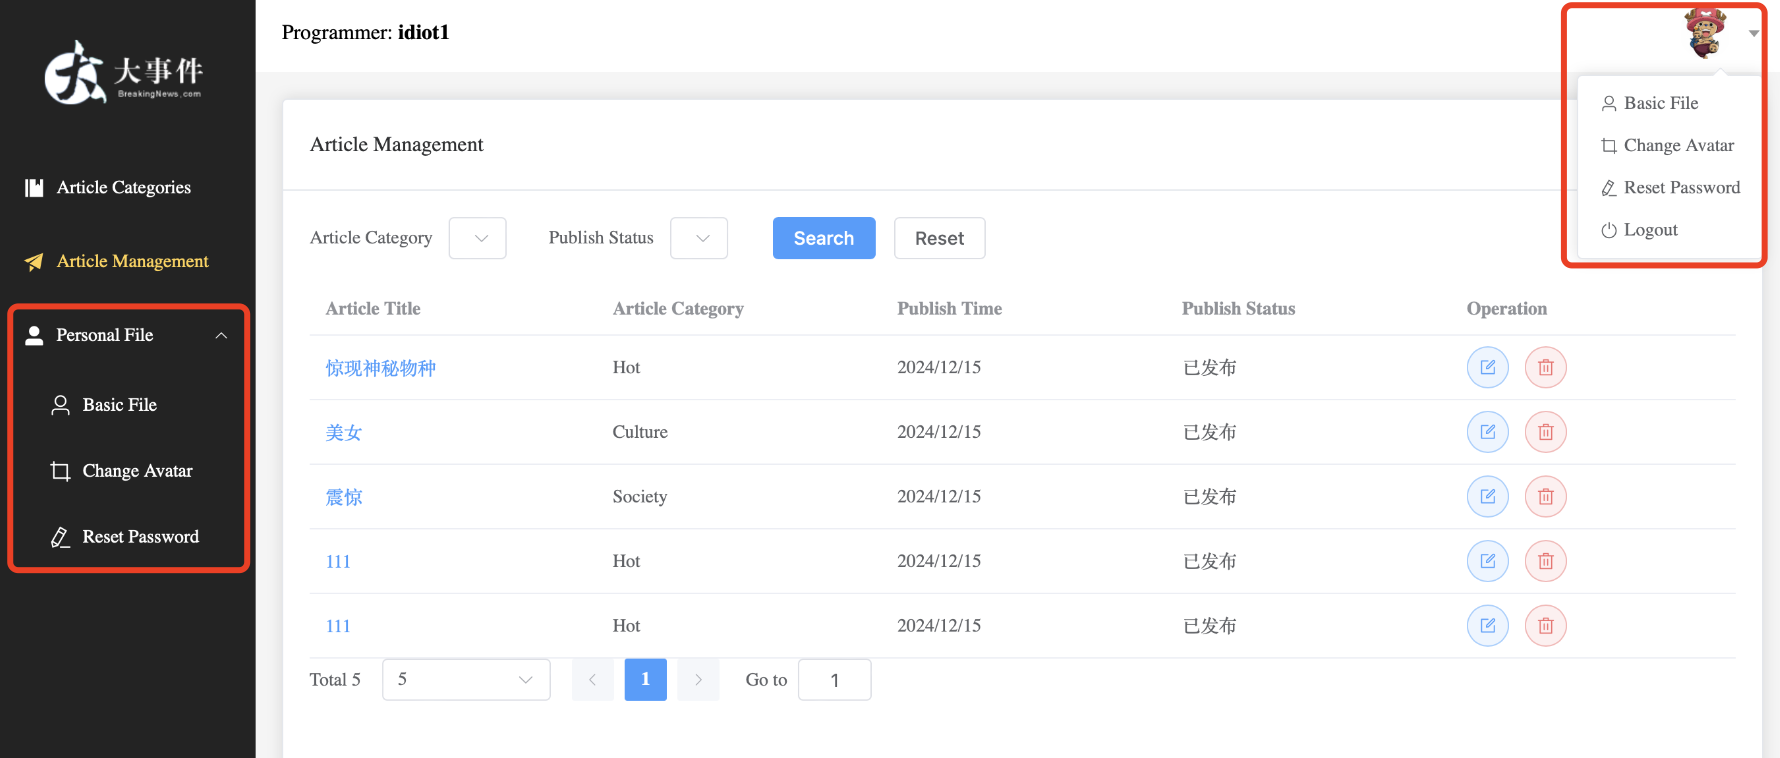 大事件
BreakingNews.com
Article Categories
Article Management
Personal File
Basic File
Change Avatar
Reset Password
Programmer: idiot1
Basic File
Change Avatar
Reset Password
Logout
Article Management
Article Category Publish Status Search Reset
Article Title Article Category Publish Time Publish Status Operation
惊现神秘物种 Hot 2024/12/15 已发布
美女 Culture 2024/12/15 已发布
震惊 Society 2024/12/15 已发布
111 Hot 2024/12/15 已发布
111 Hot 2024/12/15 已发布
Total 5 5 1 Go to 1